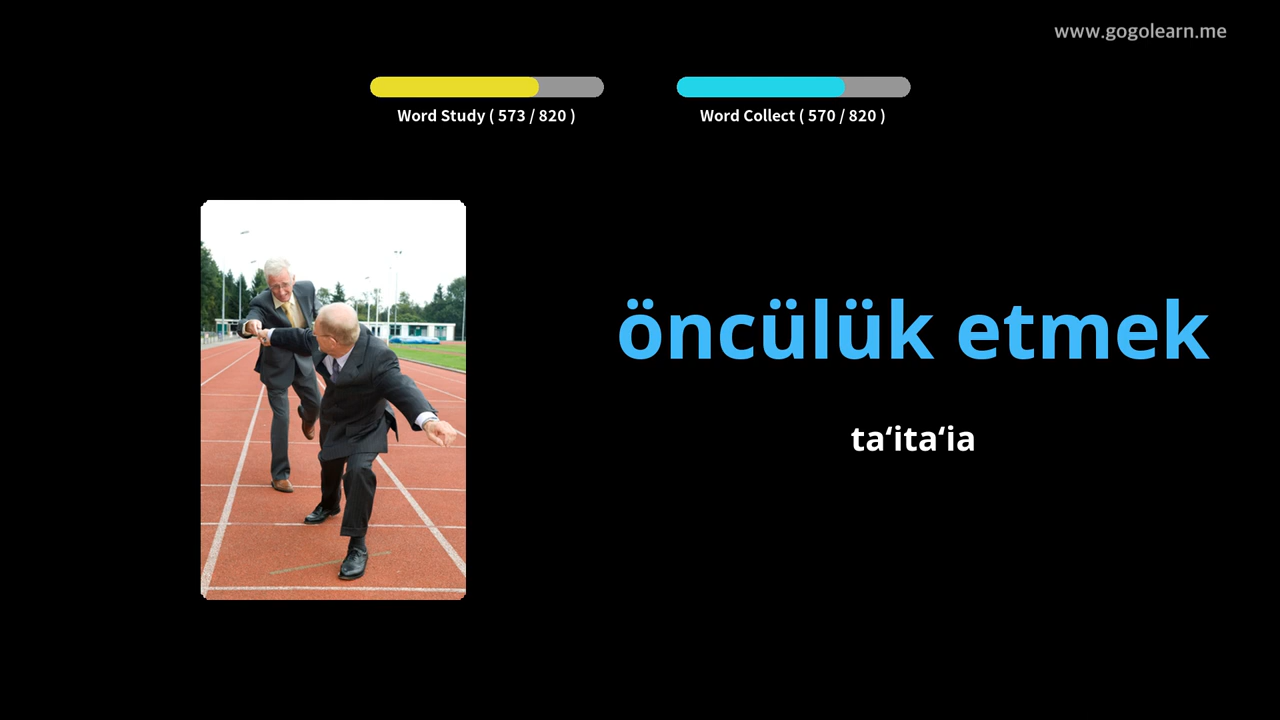 www.gogolearn.me
Word Study ( 573 / 820 )
Word Collect ( 570 / 820 )
öncülük etmek
taʻitaʻia